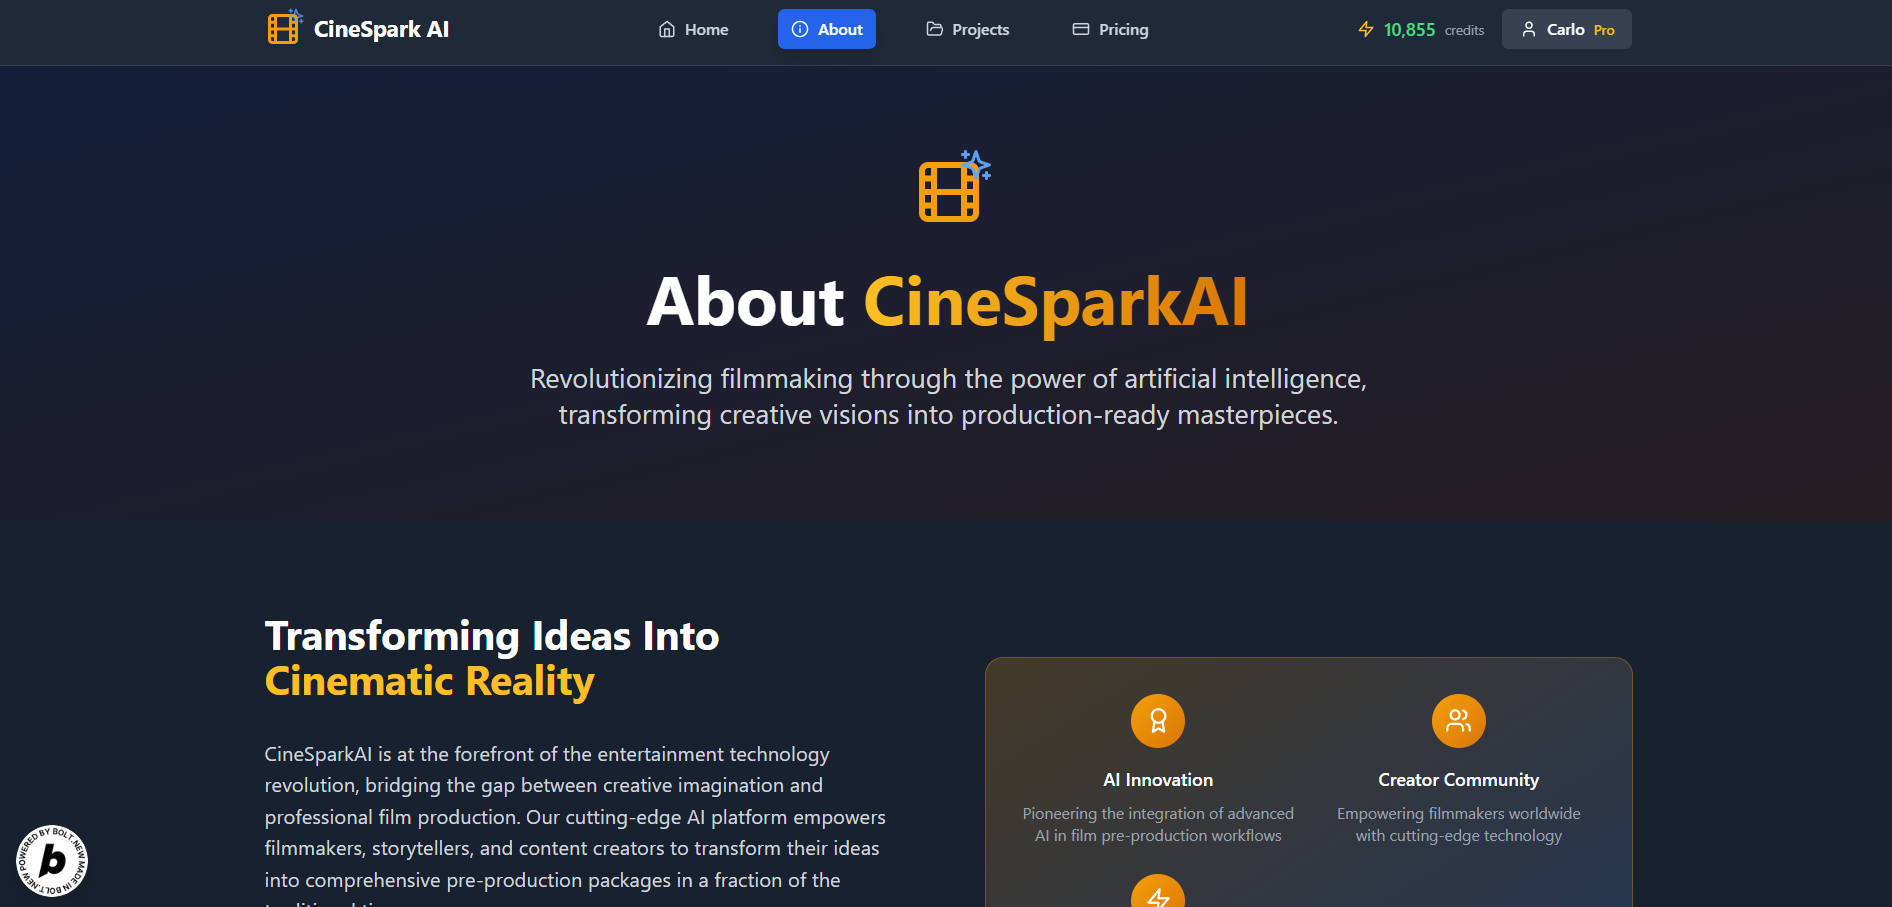 CineSpark AI
Home
About
Projects
Pricing
10,855 credits
Carlo Pro
About CineSparkAI
Revolutionizing filmmaking through the power of artificial intelligence,
transforming creative visions into production-ready masterpieces.
Transforming Ideas Into
Cinematic Reality
CineSparkAI is at the forefront of the entertainment technology
revolution, bridging the gap between creative imagination and
professional film production. Our cutting-edge AI platform empowers
filmmakers, storytellers, and content creators to transform their ideas
into comprehensive pre-production packages in a fraction of the
AI Innovation
Pioneering the integration of advanced
AI in film pre-production workflows
Creator Community
Empowering filmmakers worldwide
with cutting-edge technology
POWERED BY BOLT.NEW MADE IN BOLT.NEW
b